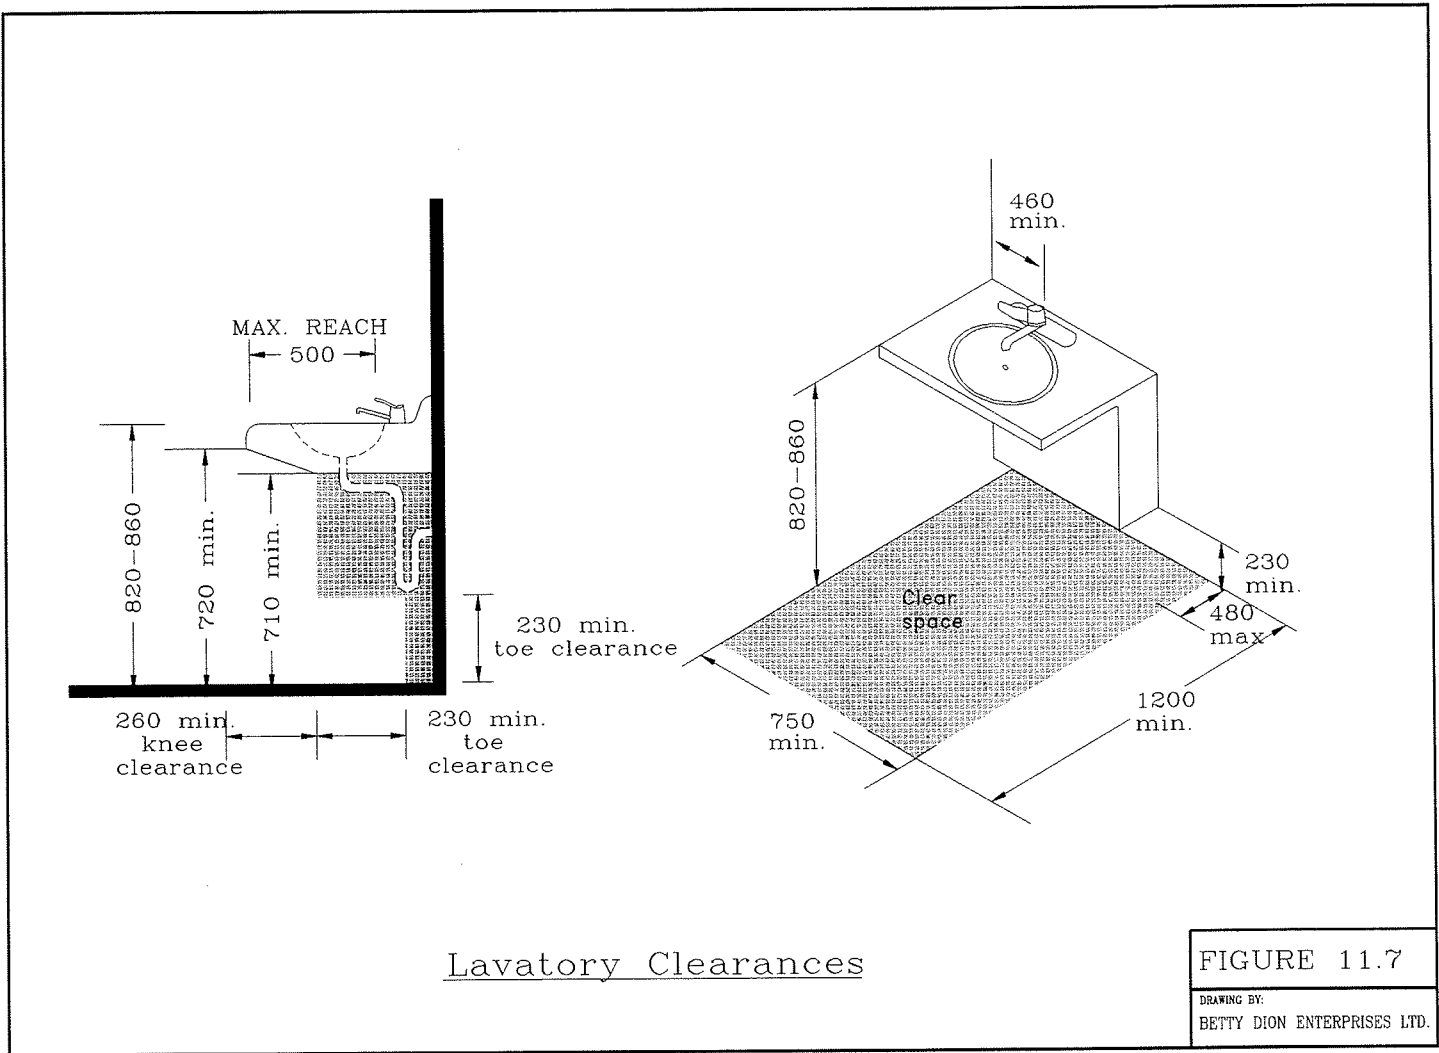 MAX. REACH
500
820-860
720 min.
710 min.
230 min.
toe clearance
260 min.
knee
clearance
230 min.
toe
clearance
460
min.
820-860
Clear
space
230
min.
480
max
1200
min.
750
min.
Lavatory Clearances
FIGURE 11.7
DRAWING BY:
BETTY DION ENTERPRISES LTD.